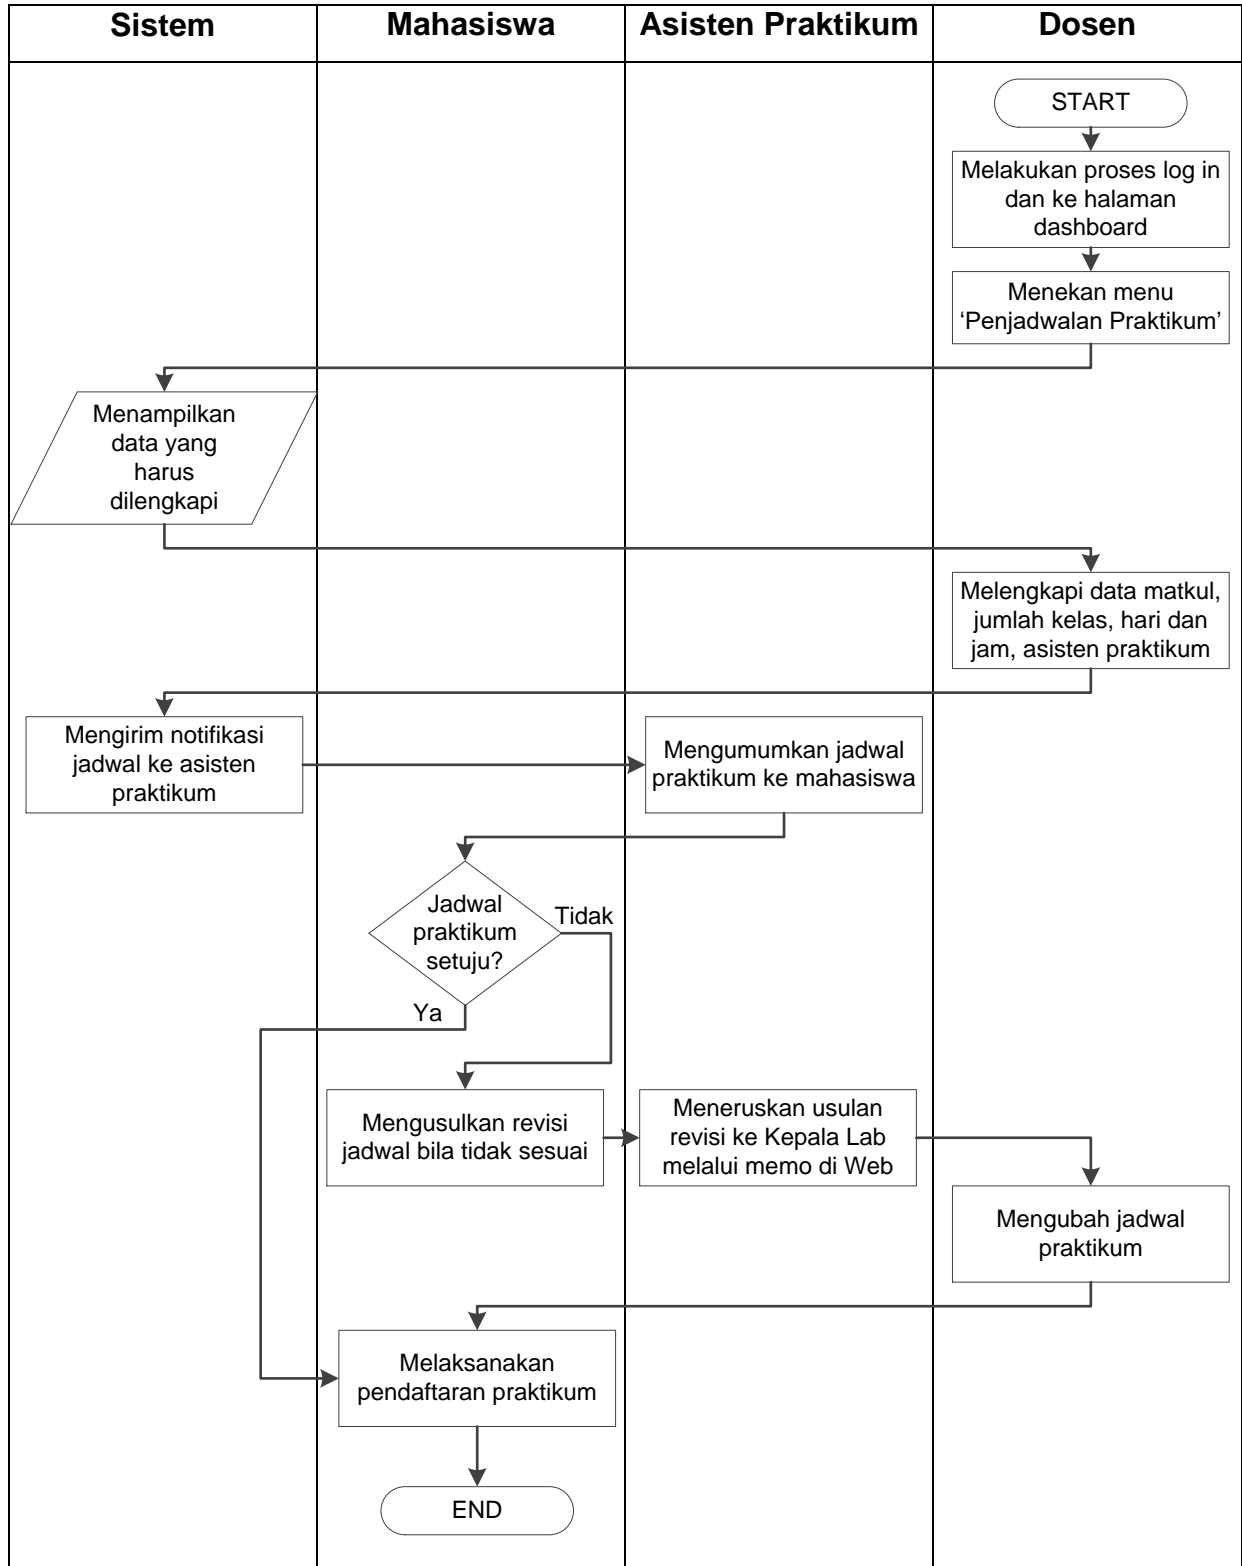 Sistem
Mahasiswa
Asisten Praktikum
Dosen
START
Melakukan proses log in
dan ke halaman
dashboard
Menekan menu
‘Penjadwalan Praktikum’
Menampilkan
data yang
harus
dilengkapi
Melengkapi data matkul,
jumlah kelas, hari dan
jam, asisten praktikum
Mengirim notifikasi
jadwal ke asisten
praktikum
Mengumumkan jadwal
praktikum ke mahasiswa
Jadwal
praktikum
setuju?
Tidak
Ya
Mengusulkan revisi
jadwal bila tidak sesuai
Meneruskan usulan
revisi ke Kepala Lab
melalui memo di Web
Mengubah jadwal
praktikum
Melaksanakan
pendaftaran praktikum
END